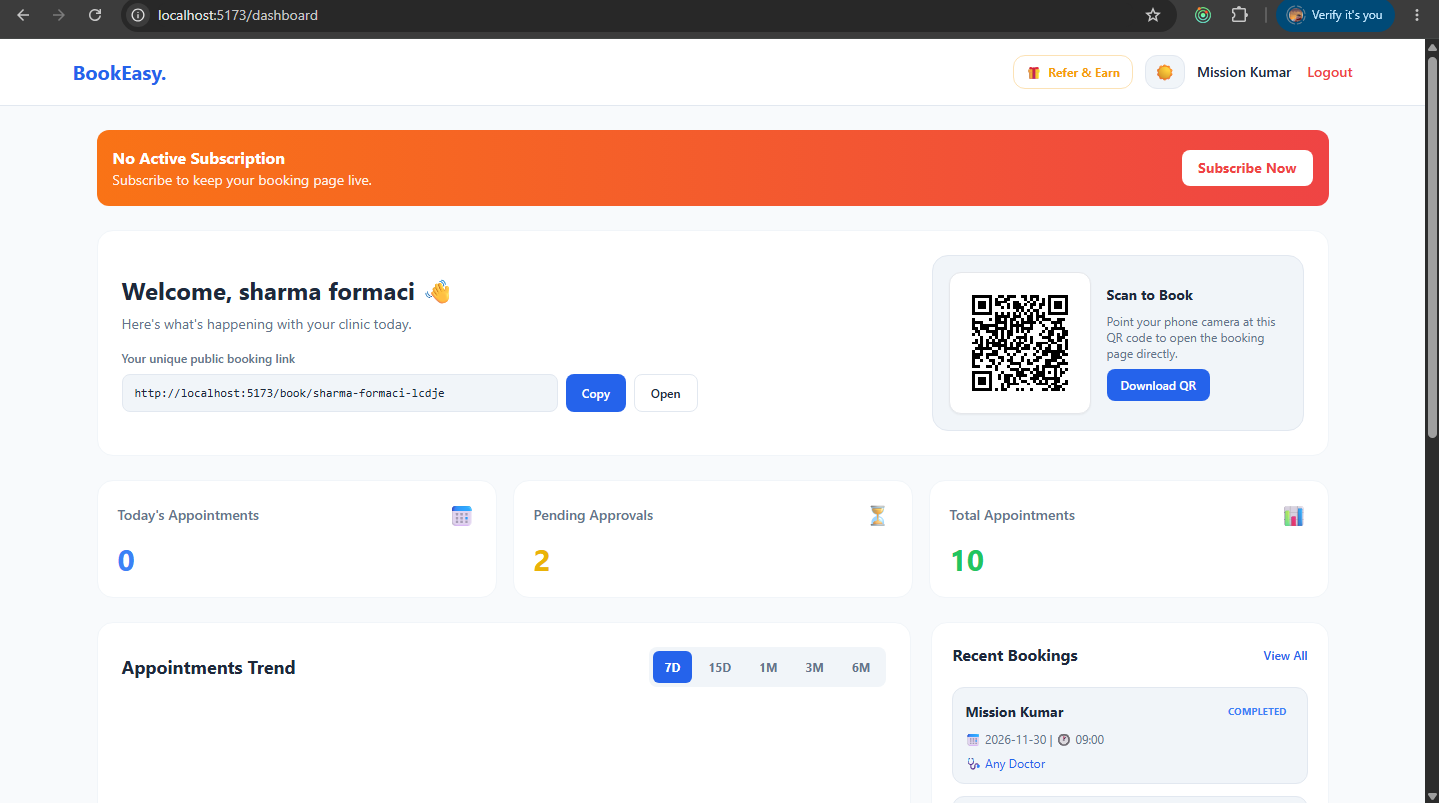 localhost:5173/dashboard
Verify it's you
BookEasy.
Refer & Earn
Mission Kumar
Logout
No Active Subscription
Subscribe to keep your booking page live.
Subscribe Now
Welcome, sharma formaci 👋
Here's what's happening with your clinic today.
Your unique public booking link
http://localhost:5173/book/sharma-formaci-lcdje
Copy
Open
Scan to Book
Point your phone camera at this
QR code to open the booking
page directly.
Download QR
Today's Appointments
0
Pending Approvals
2
Total Appointments
10
Appointments Trend
7D
15D
1M
3M
6M
Recent Bookings
View All
Mission Kumar
COMPLETED
2026-11-30 | 09:00
Any Doctor